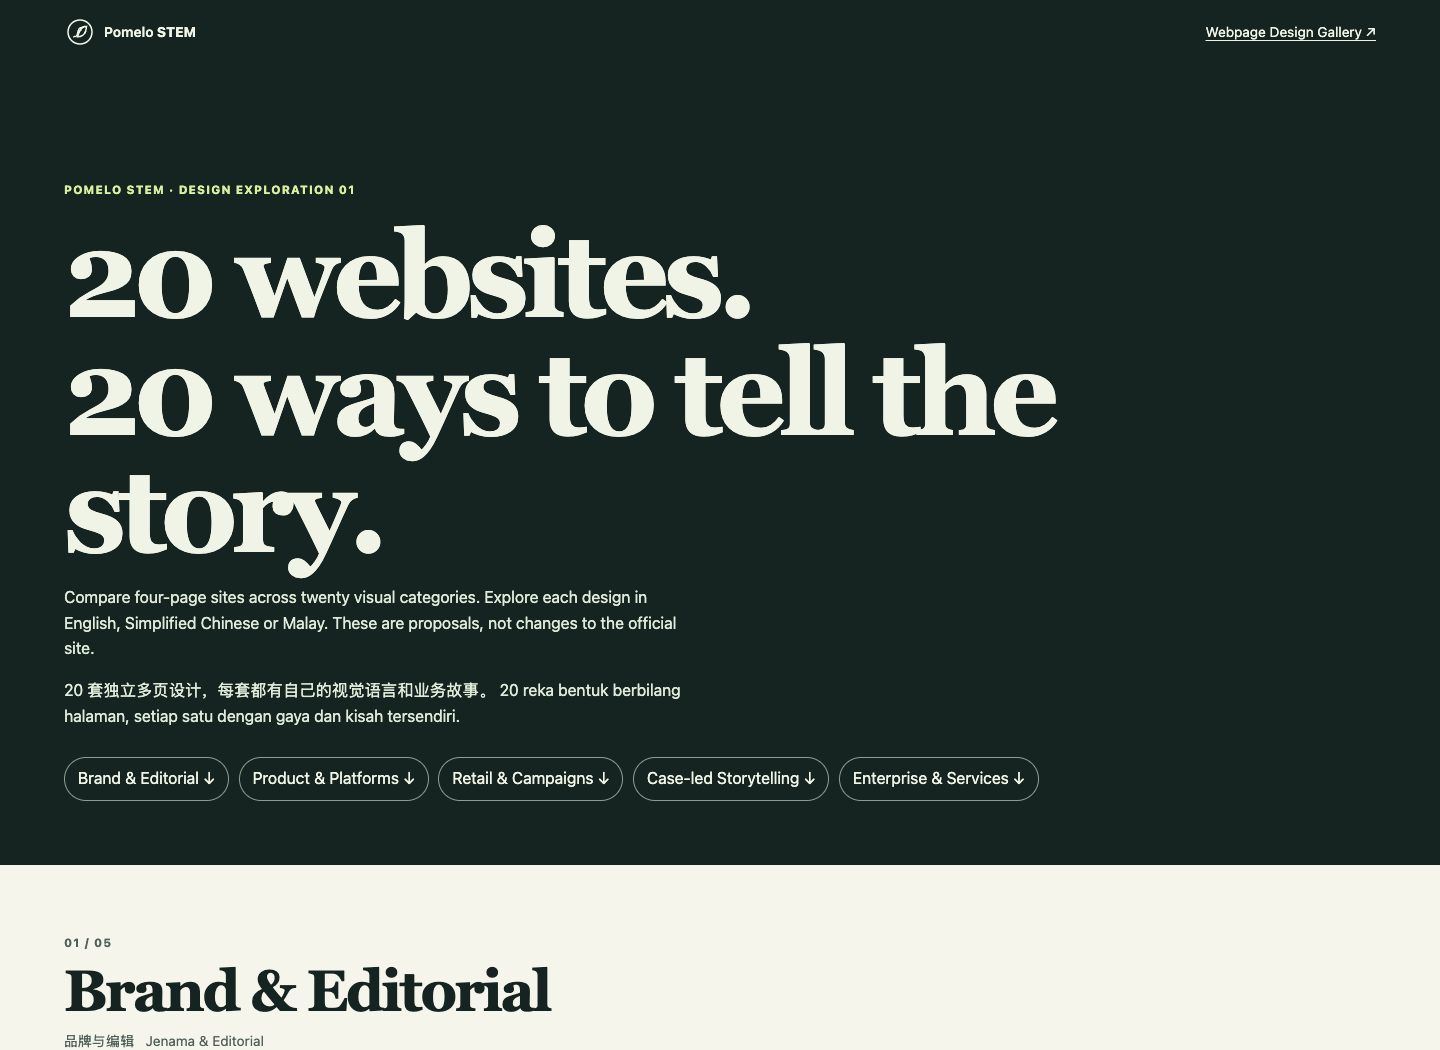 Pomelo STEM
Webpage Design Gallery ↗
POMELO STEM · DESIGN EXPLORATION 01
20 websites.
20 ways to tell the
story.
Compare four-page sites across twenty visual categories. Explore each design in
English, Simplified Chinese or Malay. These are proposals, not changes to the official
site.
20 套独立多页设计，每套都有自己的视觉语言和业务故事。 20 reka bentuk berbilang
halaman, setiap satu dengan gaya dan kisah tersendiri.
Brand & Editorial ↓
Product & Platforms ↓
Retail & Campaigns ↓
Case-led Storytelling ↓
Enterprise & Services ↓
01 / 05
Brand & Editorial
品牌与编辑 Jenama & Editorial